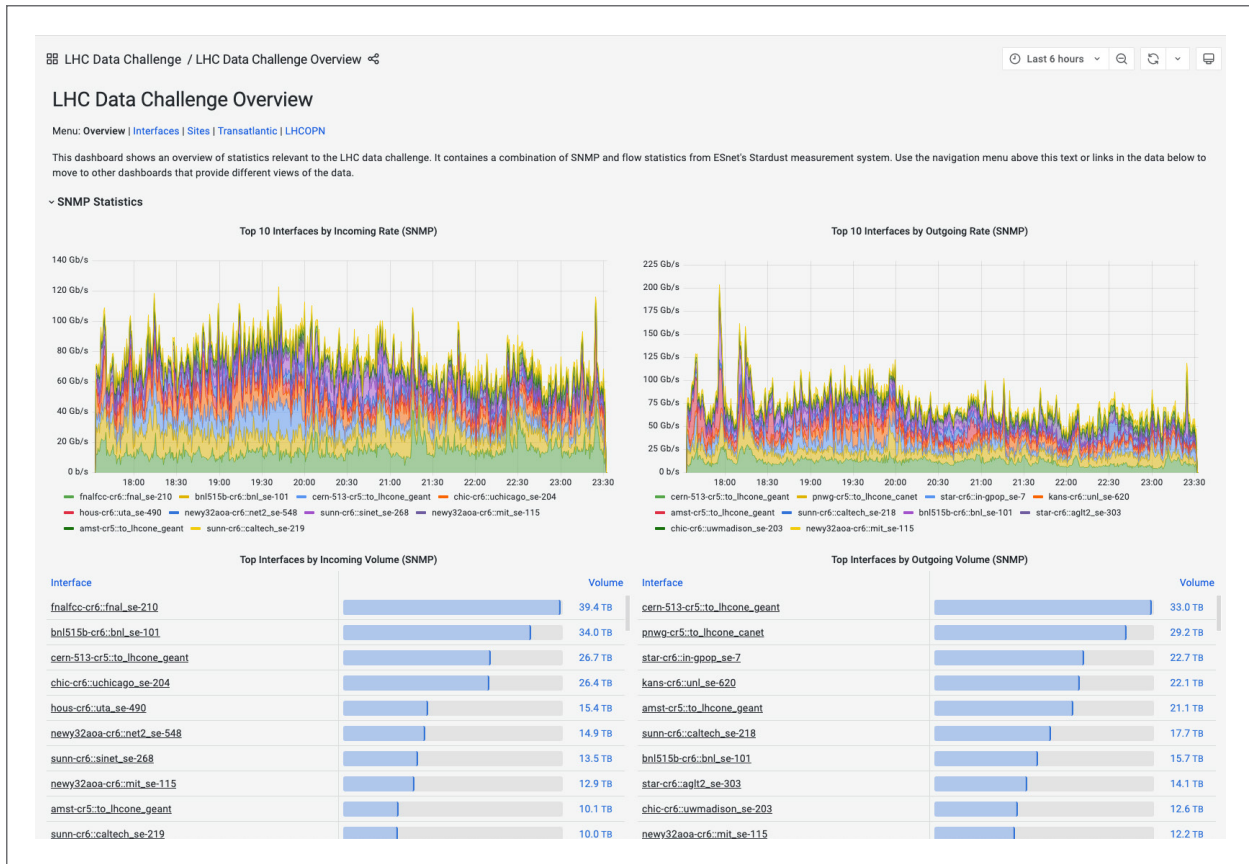 LHC Data Challenge / LHC Data Challenge Overview
Last 6 hours
LHC Data Challenge Overview
Menu: Overview | Interfaces | Sites | Transatlantic | LHCOPN
This dashboard shows an overview of statistics relevant to the LHC data challenge. It containes a combination of SNMP and flow statistics from ESnet's Stardust measurement system. Use the navigation menu above this text or links in the data below to
move to other dashboards that provide different views of the data.
SNMP Statistics
Top 10 Interfaces by Incoming Rate (SNMP)
140 Gb/s
120 Gb/s
100 Gb/s
80 Gb/s
60 Gb/s
40 Gb/s
20 Gb/s
0 b/s
18:00 18:30 19:00 19:30 20:00 20:30 21:00 21:30 22:00 22:30 23:00 23:30
fnalfcc-cr6::fnal_se-210 bnl515b-cr6::bnl_se-101 cern-513-cr5::to_lhcone_geant chic-cr6::uchicago_se-204
hous-cr6::uta_se-490 newy32aoa-cr6::net2_se-548 sunn-cr6::sinet_se-268 newy32aoa-cr6::mit_se-115
amst-cr5::to_lhcone_geant sunn-cr6::caltech_se-219
Top 10 Interfaces by Outgoing Rate (SNMP)
225 Gb/s
200 Gb/s
175 Gb/s
150 Gb/s
125 Gb/s
100 Gb/s
75 Gb/s
50 Gb/s
25 Gb/s
0 b/s
18:00 18:30 19:00 19:30 20:00 20:30 21:00 21:30 22:00 22:30 23:00 23:30
cern-513-cr5::to_lhcone_geant pnwg-cr5::to_lhcone_canet star-cr6::in-gpop_se-7 kans-cr6::unl_se-620
amst-cr5::to_lhcone_geant sunn-cr6::caltech_se-218 bnl515b-cr6::bnl_se-101 star-cr6::aglt2_se-303
chic-cr6::uwmadison_se-203 newy32aoa-cr6::mit_se-115
Top Interfaces by Incoming Volume (SNMP)
Interface Volume
fnalfcc-cr6::fnal_se-210 39.4 TB
bnl515b-cr6::bnl_se-101 34.0 TB
cern-513-cr5::to_lhcone_geant 26.7 TB
chic-cr6::uchicago_se-204 26.4 TB
hous-cr6::uta_se-490 15.4 TB
newy32aoa-cr6::net2_se-548 14.9 TB
sunn-cr6::sinet_se-268 13.5 TB
newy32aoa-cr6::mit_se-115 12.9 TB
amst-cr5::to_lhcone_geant 10.1 TB
sunn-cr6::caltech_se-219 10.0 TB
Top Interfaces by Outgoing Volume (SNMP)
Interface Volume
cern-513-cr5::to_lhcone_geant 33.0 TB
pnwg-cr5::to_lhcone_canet 29.2 TB
star-cr6::in-gpop_se-7 22.7 TB
kans-cr6::unl_se-620 22.1 TB
amst-cr5::to_lhcone_geant 21.1 TB
sunn-cr6::caltech_se-218 17.7 TB
bnl515b-cr6::bnl_se-101 15.7 TB
star-cr6::aglt2_se-303 14.1 TB
chic-cr6::uwmadison_se-203 12.6 TB
newy32aoa-cr6::mit_se-115 12.2 TB